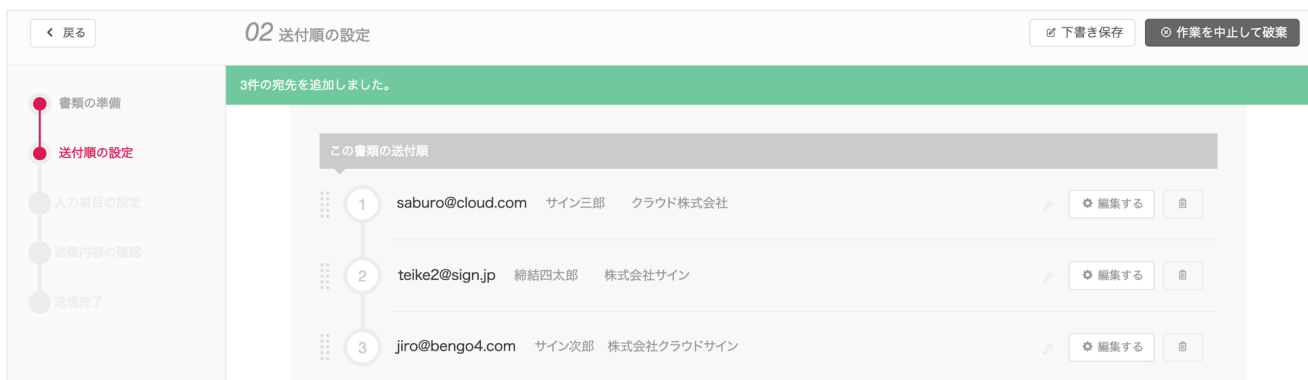 戻る
02 送付順の設定
下書き保存
作業を中止して破棄
3件の宛先を追加しました。
書類の準備
送付順の設定
入力項目の設定
送信内容の確認
送信完了
この書類の送付順
1 saburo@cloud.com サイン三郎 クラウド株式会社 編集する
2 teike2@sign.jp 締結四太郎 株式会社サイン 編集する
3 jiro@bengo4.com サイン次郎 株式会社クラウドサイン 編集する